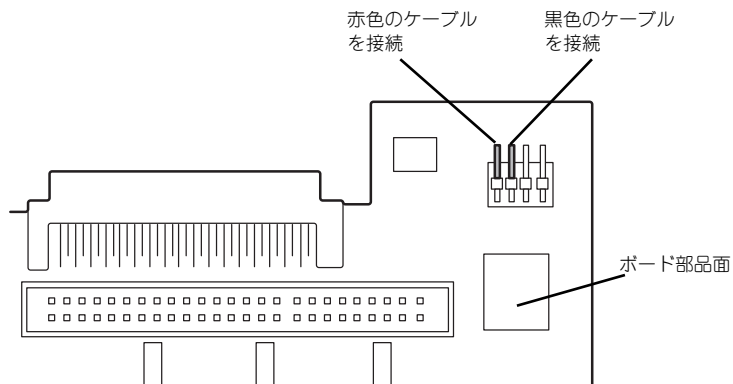 赤色のケーブル
を接続
黒色のケーブル
を接続
ボード部品面